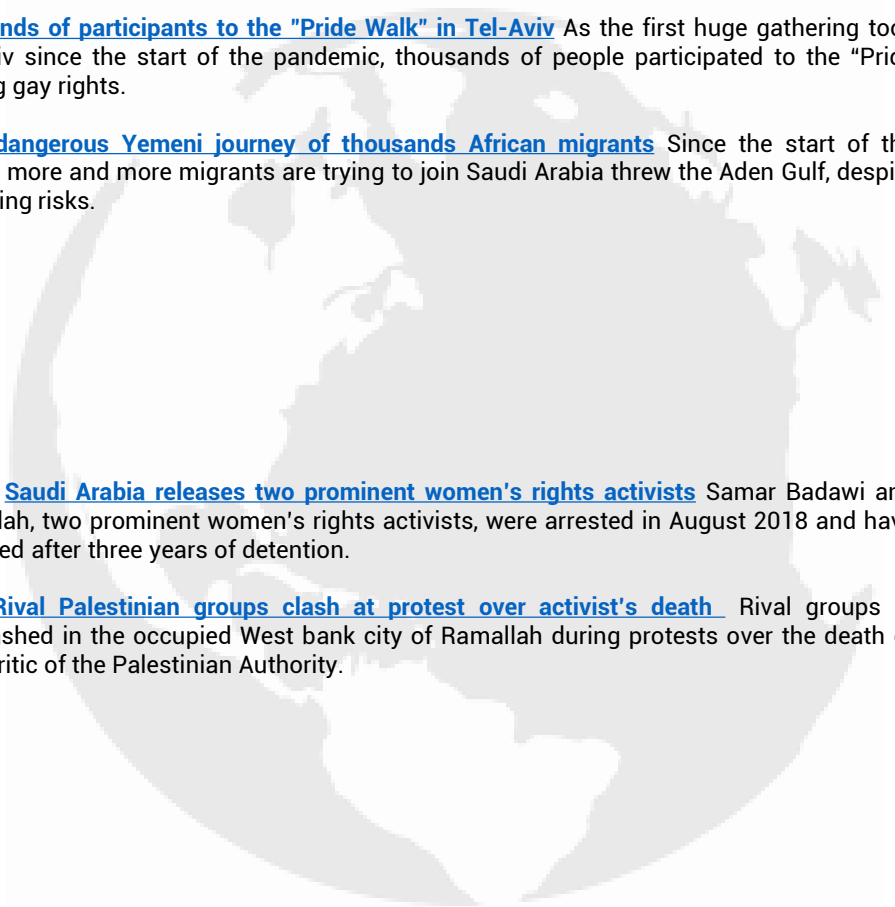 nds of participants to the "Pride Walk" in Tel-Aviv As the first huge gathering too
iv since the start of the pandemic, thousands of people participated to the “Prid
g gay rights.
dangerous Yemeni journey of thousands African migrants Since the start of th
more and more migrants are trying to join Saudi Arabia threw the Aden Gulf, despi
ing risks.
Saudi Arabia releases two prominent women's rights activists Samar Badawi an
lah, two prominent women's rights activists, were arrested in August 2018 and hav
ed after three years of detention.
Rival Palestinian groups clash at protest over activist's death Rival groups
shed in the occupied West bank city of Ramallah during protests over the death
ritic of the Palestinian Authority.